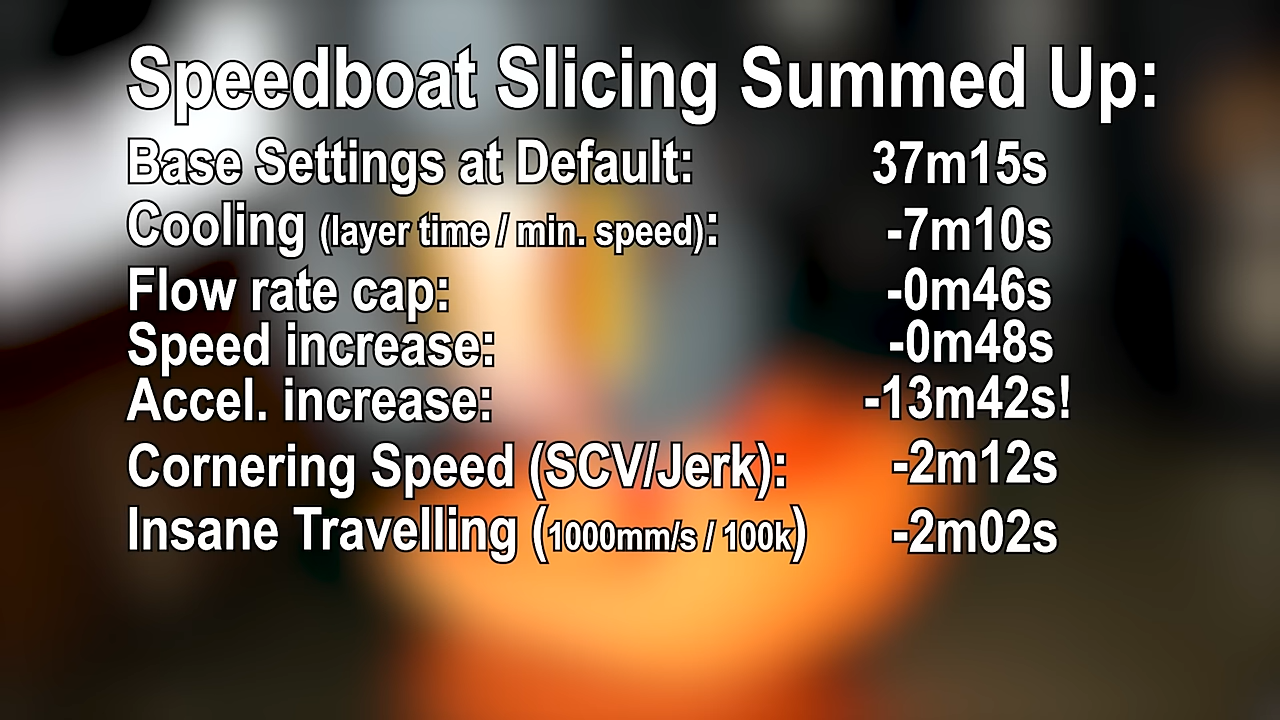 Speedboat Slicing Summed Up:
Base Settings at Default: 37m15s
Cooling (layer time / min. speed): -7m10s
Flow rate cap: -0m46s
Speed increase: -0m48s
Accel. increase: -13m42s!
Cornering Speed (SCV/Jerk): -2m12s
Insane Travelling (1000mm/s / 100k) -2m02s